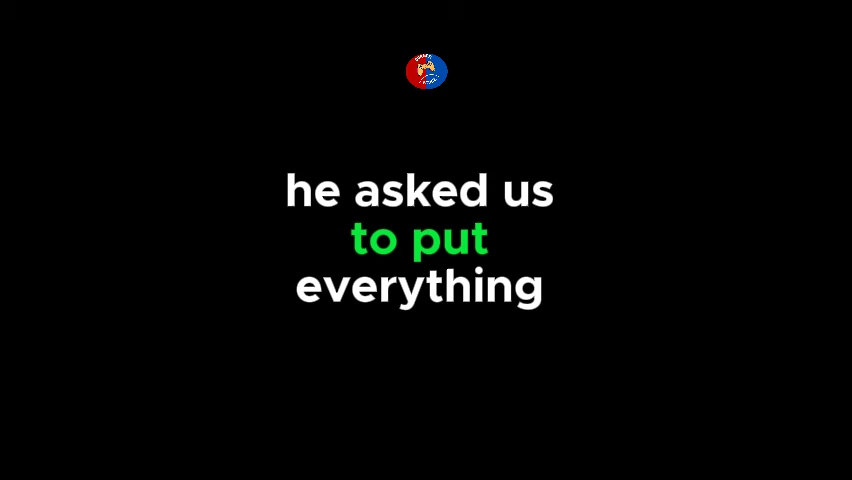 he asked us
to put
everything